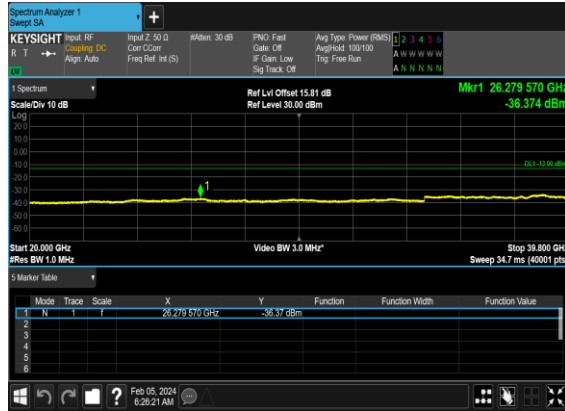 Spectrum Analyzer 1
Swept SA
+
KEYSIGHT
R T
LW
Input: RF
Coupling: DC
Align: Auto
Input Z: 50 Ω
Corr CCorr
Freq Ref: Int (S)
#Atten: 30 dB
PNO: Fast
Gate: Off
IF Gain: Low
Sig Track: Off
Avg Type: Power (RMS)
Avg|Hold: 100/100
Trig: Free Run
1 2 3 4 5 6
A W W W W W
A N N N N N
1 Spectrum
Scale/Div 10 dB
Log
Ref Lvl Offset 15.81 dB
Ref Level 30.00 dBm
Mkr1 26.279 570 GHz
-36.374 dBm
20.0
10.0
0.00
-10.0
-20.0
-30.0
-40.0
-50.0
-60.0
DL1 -13.00 dBm
1
Start 20.000 GHz
#Res BW 1.0 MHz
Video BW 3.0 MHz*
Stop 39.800 GHz
Sweep 34.7 ms (40001 pts)
5 Marker Table
Mode Trace Scale X Y Function Function Width Function Value
1 N 1 f 26.279 570 GHz -36.37 dBm
2
3
4
5
6
?
Feb 05, 2024
6:26:21 AM